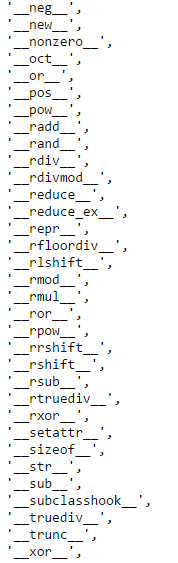 '__neg__',
'__new__',
'__nonzero__',
'__oct__',
'__or__',
'__pos__',
'__pow__',
'__radd__',
'__rand__',
'__rdiv__',
'__rdivmod__',
'__reduce__',
'__reduce_ex__',
'__repr__',
'__rfloordiv__',
'__rlshift__',
'__rmod__',
'__rmul__',
'__ror__',
'__rpow__',
'__rrshift__',
'__rshift__',
'__rsub__',
'__rtruediv__',
'__rxor__',
'__setattr__',
'__sizeof__',
'__str__',
'__sub__',
'__subclasshook__',
'__truediv__',
'__trunc__',
'__xor__',